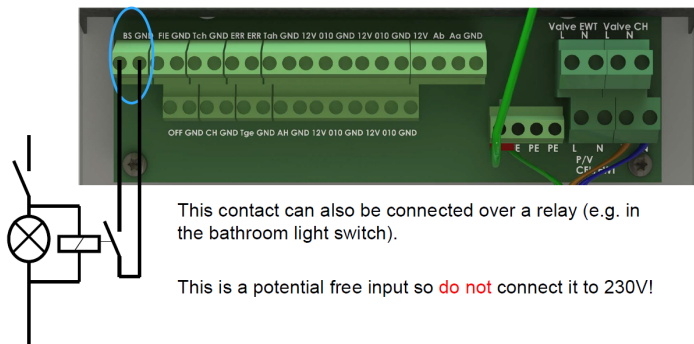 Valve EWT Valve CH
L N L N
BS GND FIE GND Tch GND ERR ERR Tah GND 12V 010 GND 12V 010 GND 12V Ab Aa GND
OFF GND CH GND Tge GND AH GND 12V 010 GND 12V 010 GND
E PE PE L N N
P/V
This contact can also be connected over a relay (e.g. in
the bathroom light switch).
This is a potential free input so do not connect it to 230V!